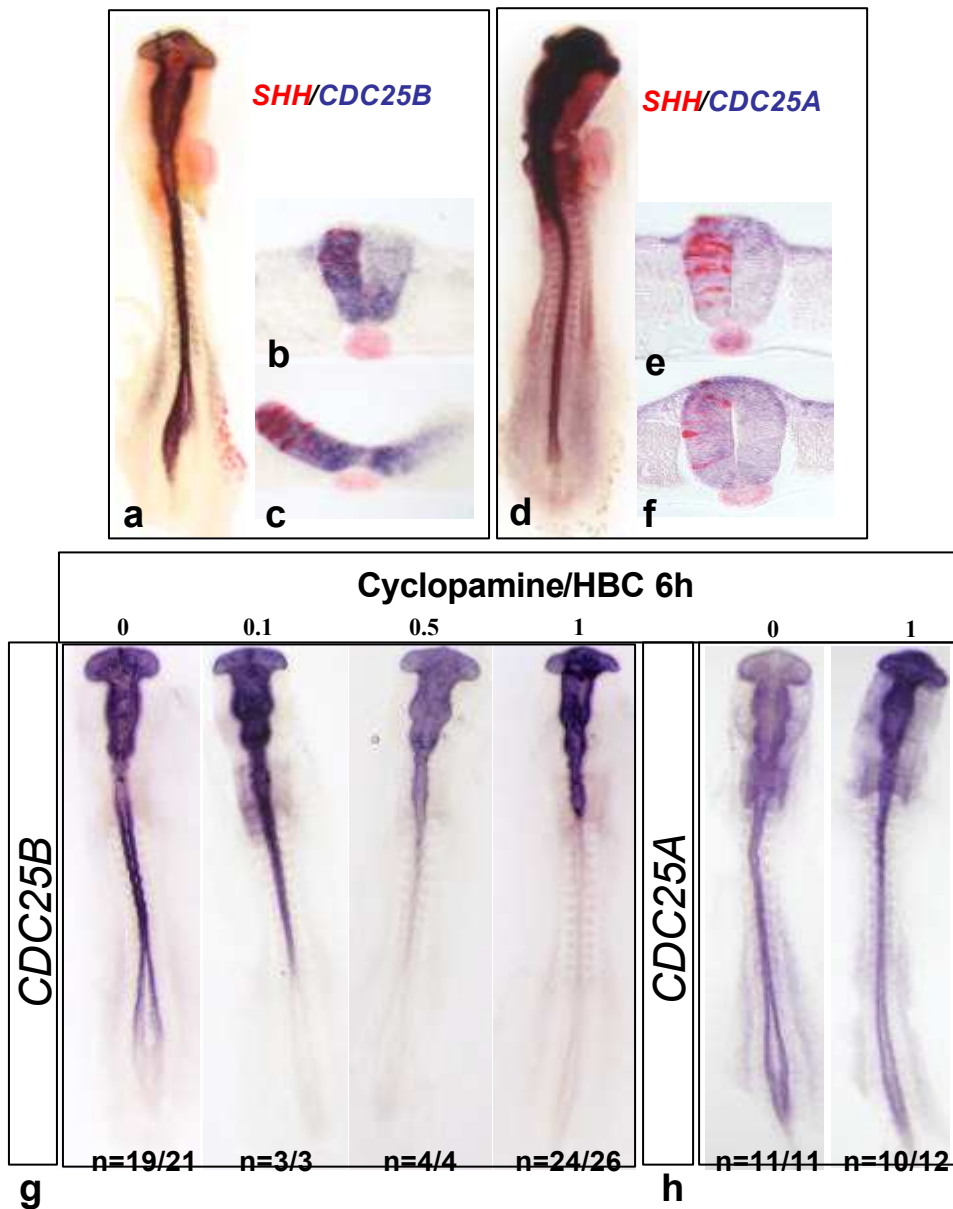 SHH/CDC25B
SHH/CDC25A
b
e
a
c
d
f
Cyclopamine/HBC 6h
0
0.1
0.5
1
0
1
CDC25B
CDC25A
n=19/21
n=3/3
n=4/4
n=24/26
n=11/11
n=10/12
g
h